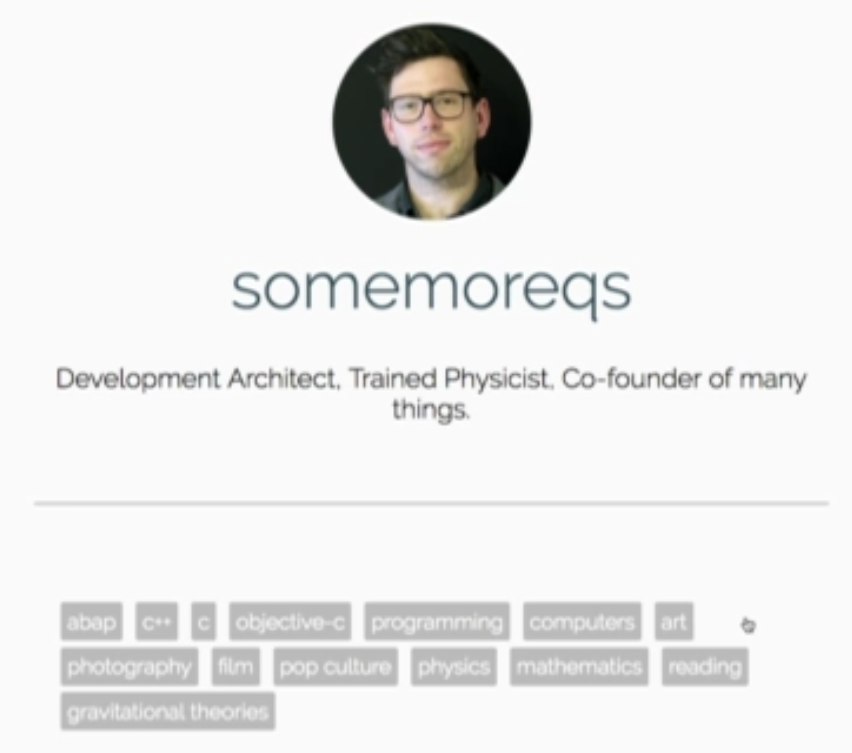 somemoreqs
Development Architect, Trained Physicist, Co-founder of many
things.
abap c++ c objective-c programming computers art
photography film pop culture physics mathematics reading
gravitational theories